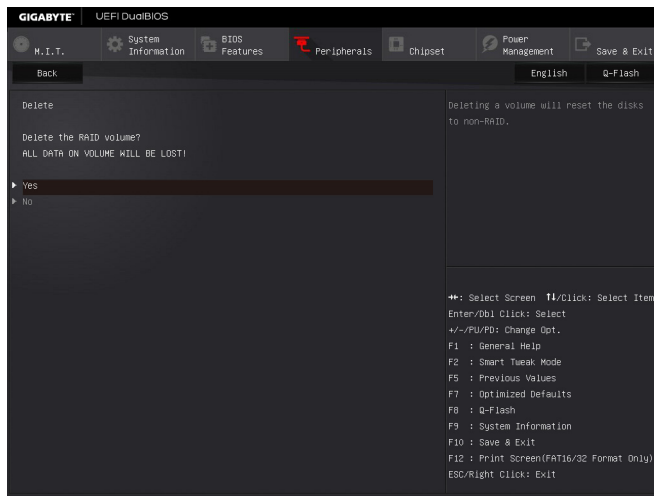 GIGABYTE™ UEFI DualBIOS
M.I.T.
System Information
BIOS Features
Peripherals
Chipset
Power Management
Save & Exit
Back
English
Q-Flash
Delete
Delete the RAID volume?
ALL DATA ON VOLUME WILL BE LOST!
Yes
No
Deleting a volume will reset the disks
to non-RAID.
→←: Select Screen ↑↓/Click: Select Item
Enter/Dbl Click: Select
+/-/PU/PD: Change Opt.
F1 : General Help
F2 : Smart Tweak Mode
F5 : Previous Values
F7 : Optimized Defaults
F8 : Q-Flash
F9 : System Information
F10 : Save & Exit
F12 : Print Screen(FAT16/32 Format Only)
ESC/Right Click: Exit